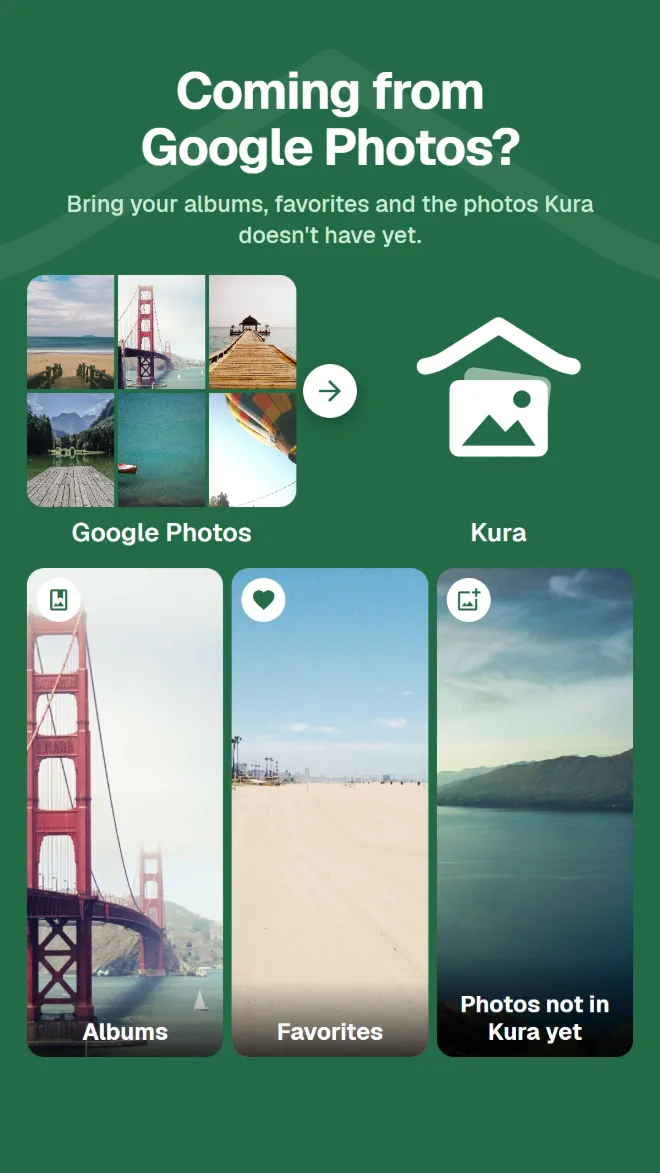 Coming from
Google Photos?
Bring your albums, favorites and the photos Kura
doesn't have yet.
Google Photos
Kura
Albums
Favorites
Photos not in
Kura yet